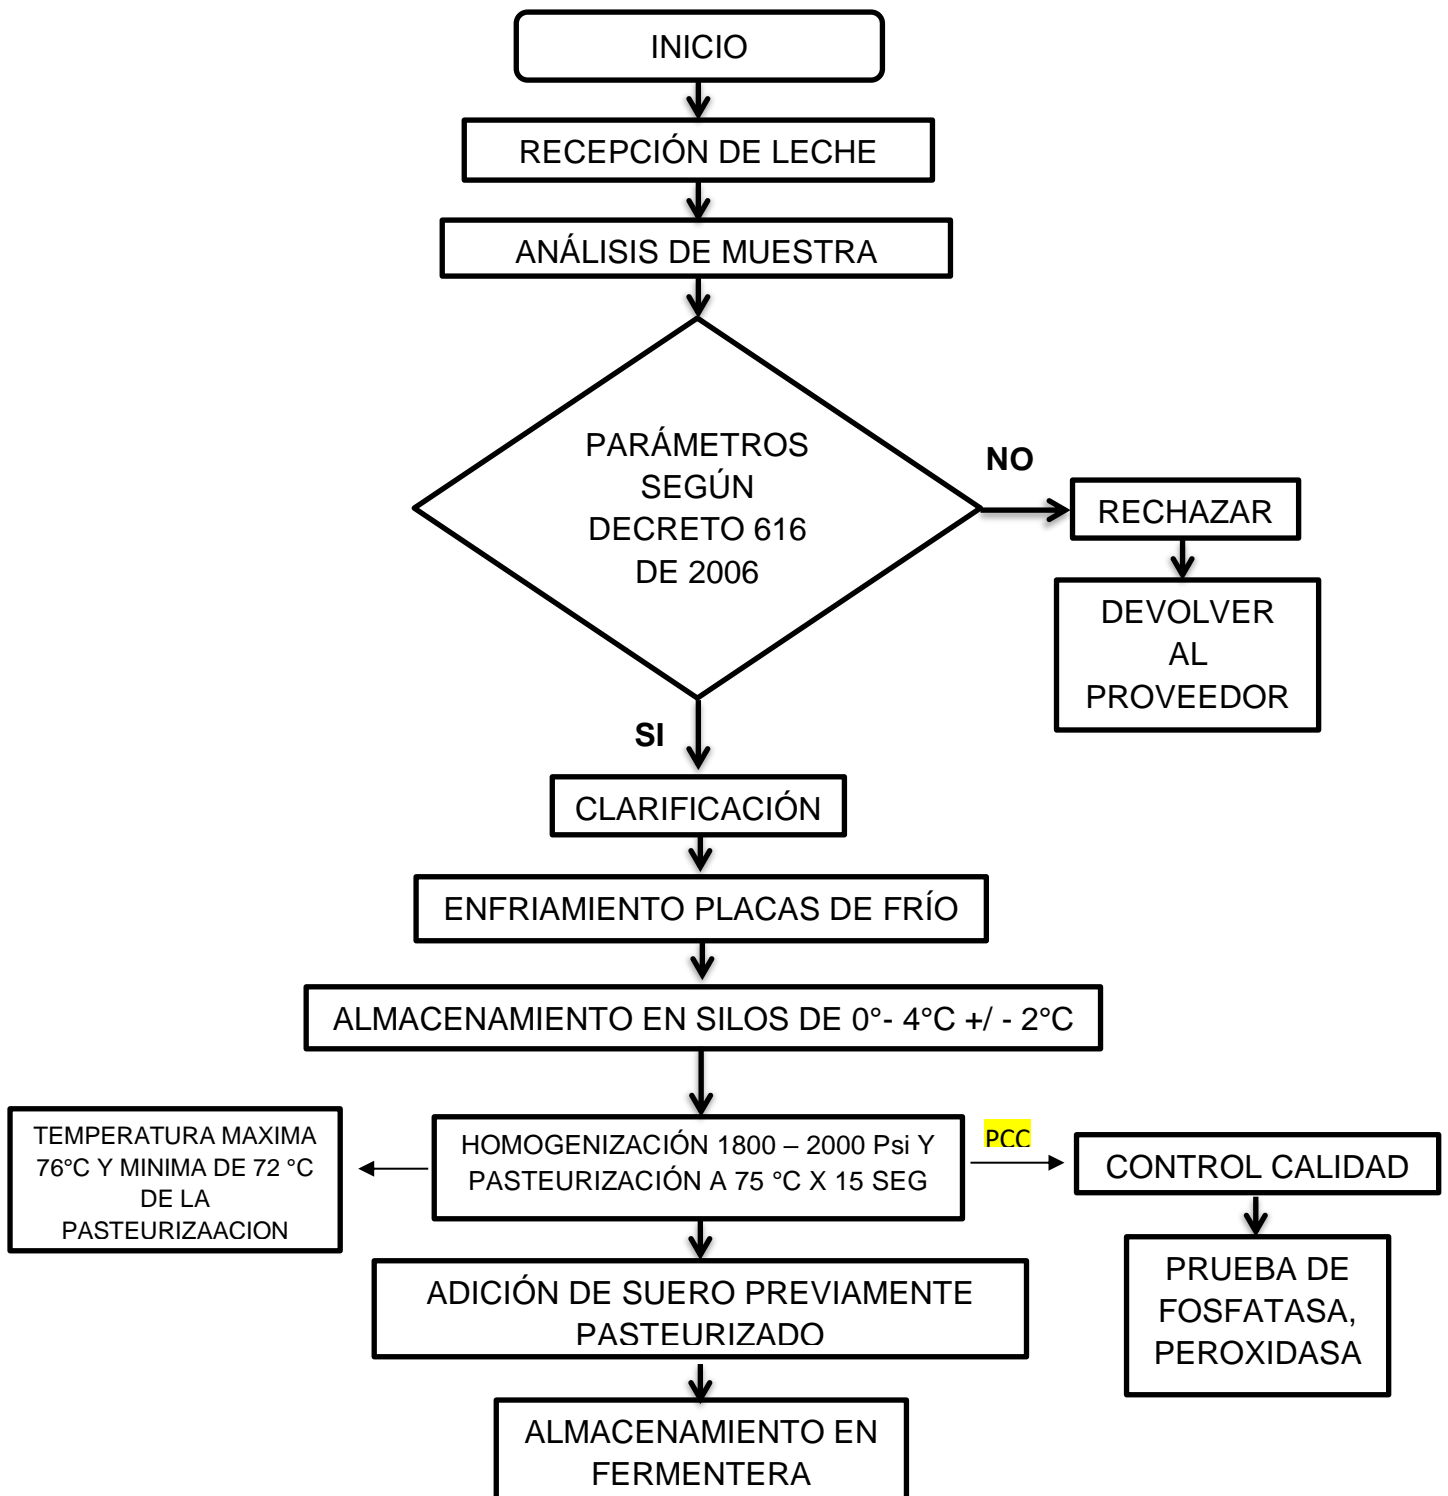 INICIO
RECEPCIÓN DE LECHE
ANÁLISIS DE MUESTRA
PARÁMETROS
SEGÚN
DECRETO 616
DE 2006
NO
RECHAZAR
DEVOLVER
AL
PROVEEDOR
SI
CLARIFICACIÓN
ENFRIAMIENTO PLACAS DE FRÍO
ALMACENAMIENTO EN SILOS DE 0°- 4°C +/ - 2°C
TEMPERATURA MAXIMA
76°C Y MINIMA DE 72 °C
DE LA
PASTEURIZAACION
HOMOGENIZACIÓN 1800 – 2000 Psi Y
PASTEURIZACIÓN A 75 °C X 15 SEG
PCC
CONTROL CALIDAD
PRUEBA DE
FOSFATASA,
PEROXIDASA
ADICIÓN DE SUERO PREVIAMENTE
PASTEURIZADO
ALMACENAMIENTO EN
FERMENTERA